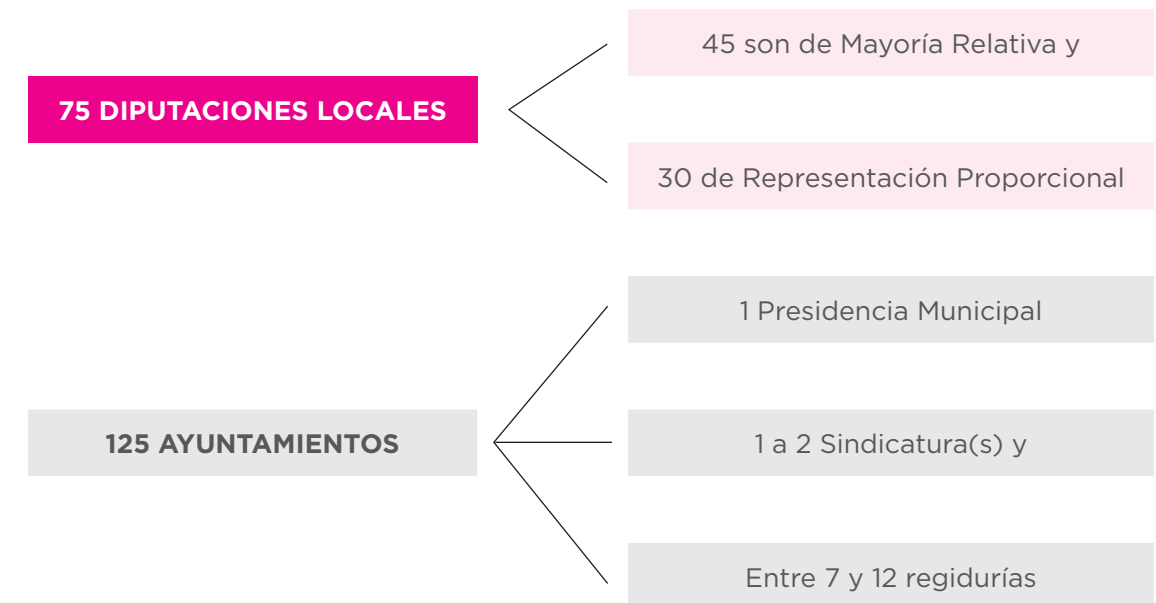 45 son de Mayoría Relativa y
75 DIPUTACIONES LOCALES
30 de Representación Proporcional
1 Presidencia Municipal
125 AYUNTAMIENTOS
1 a 2 Sindicatura(s) y
Entre 7 y 12 regidurías